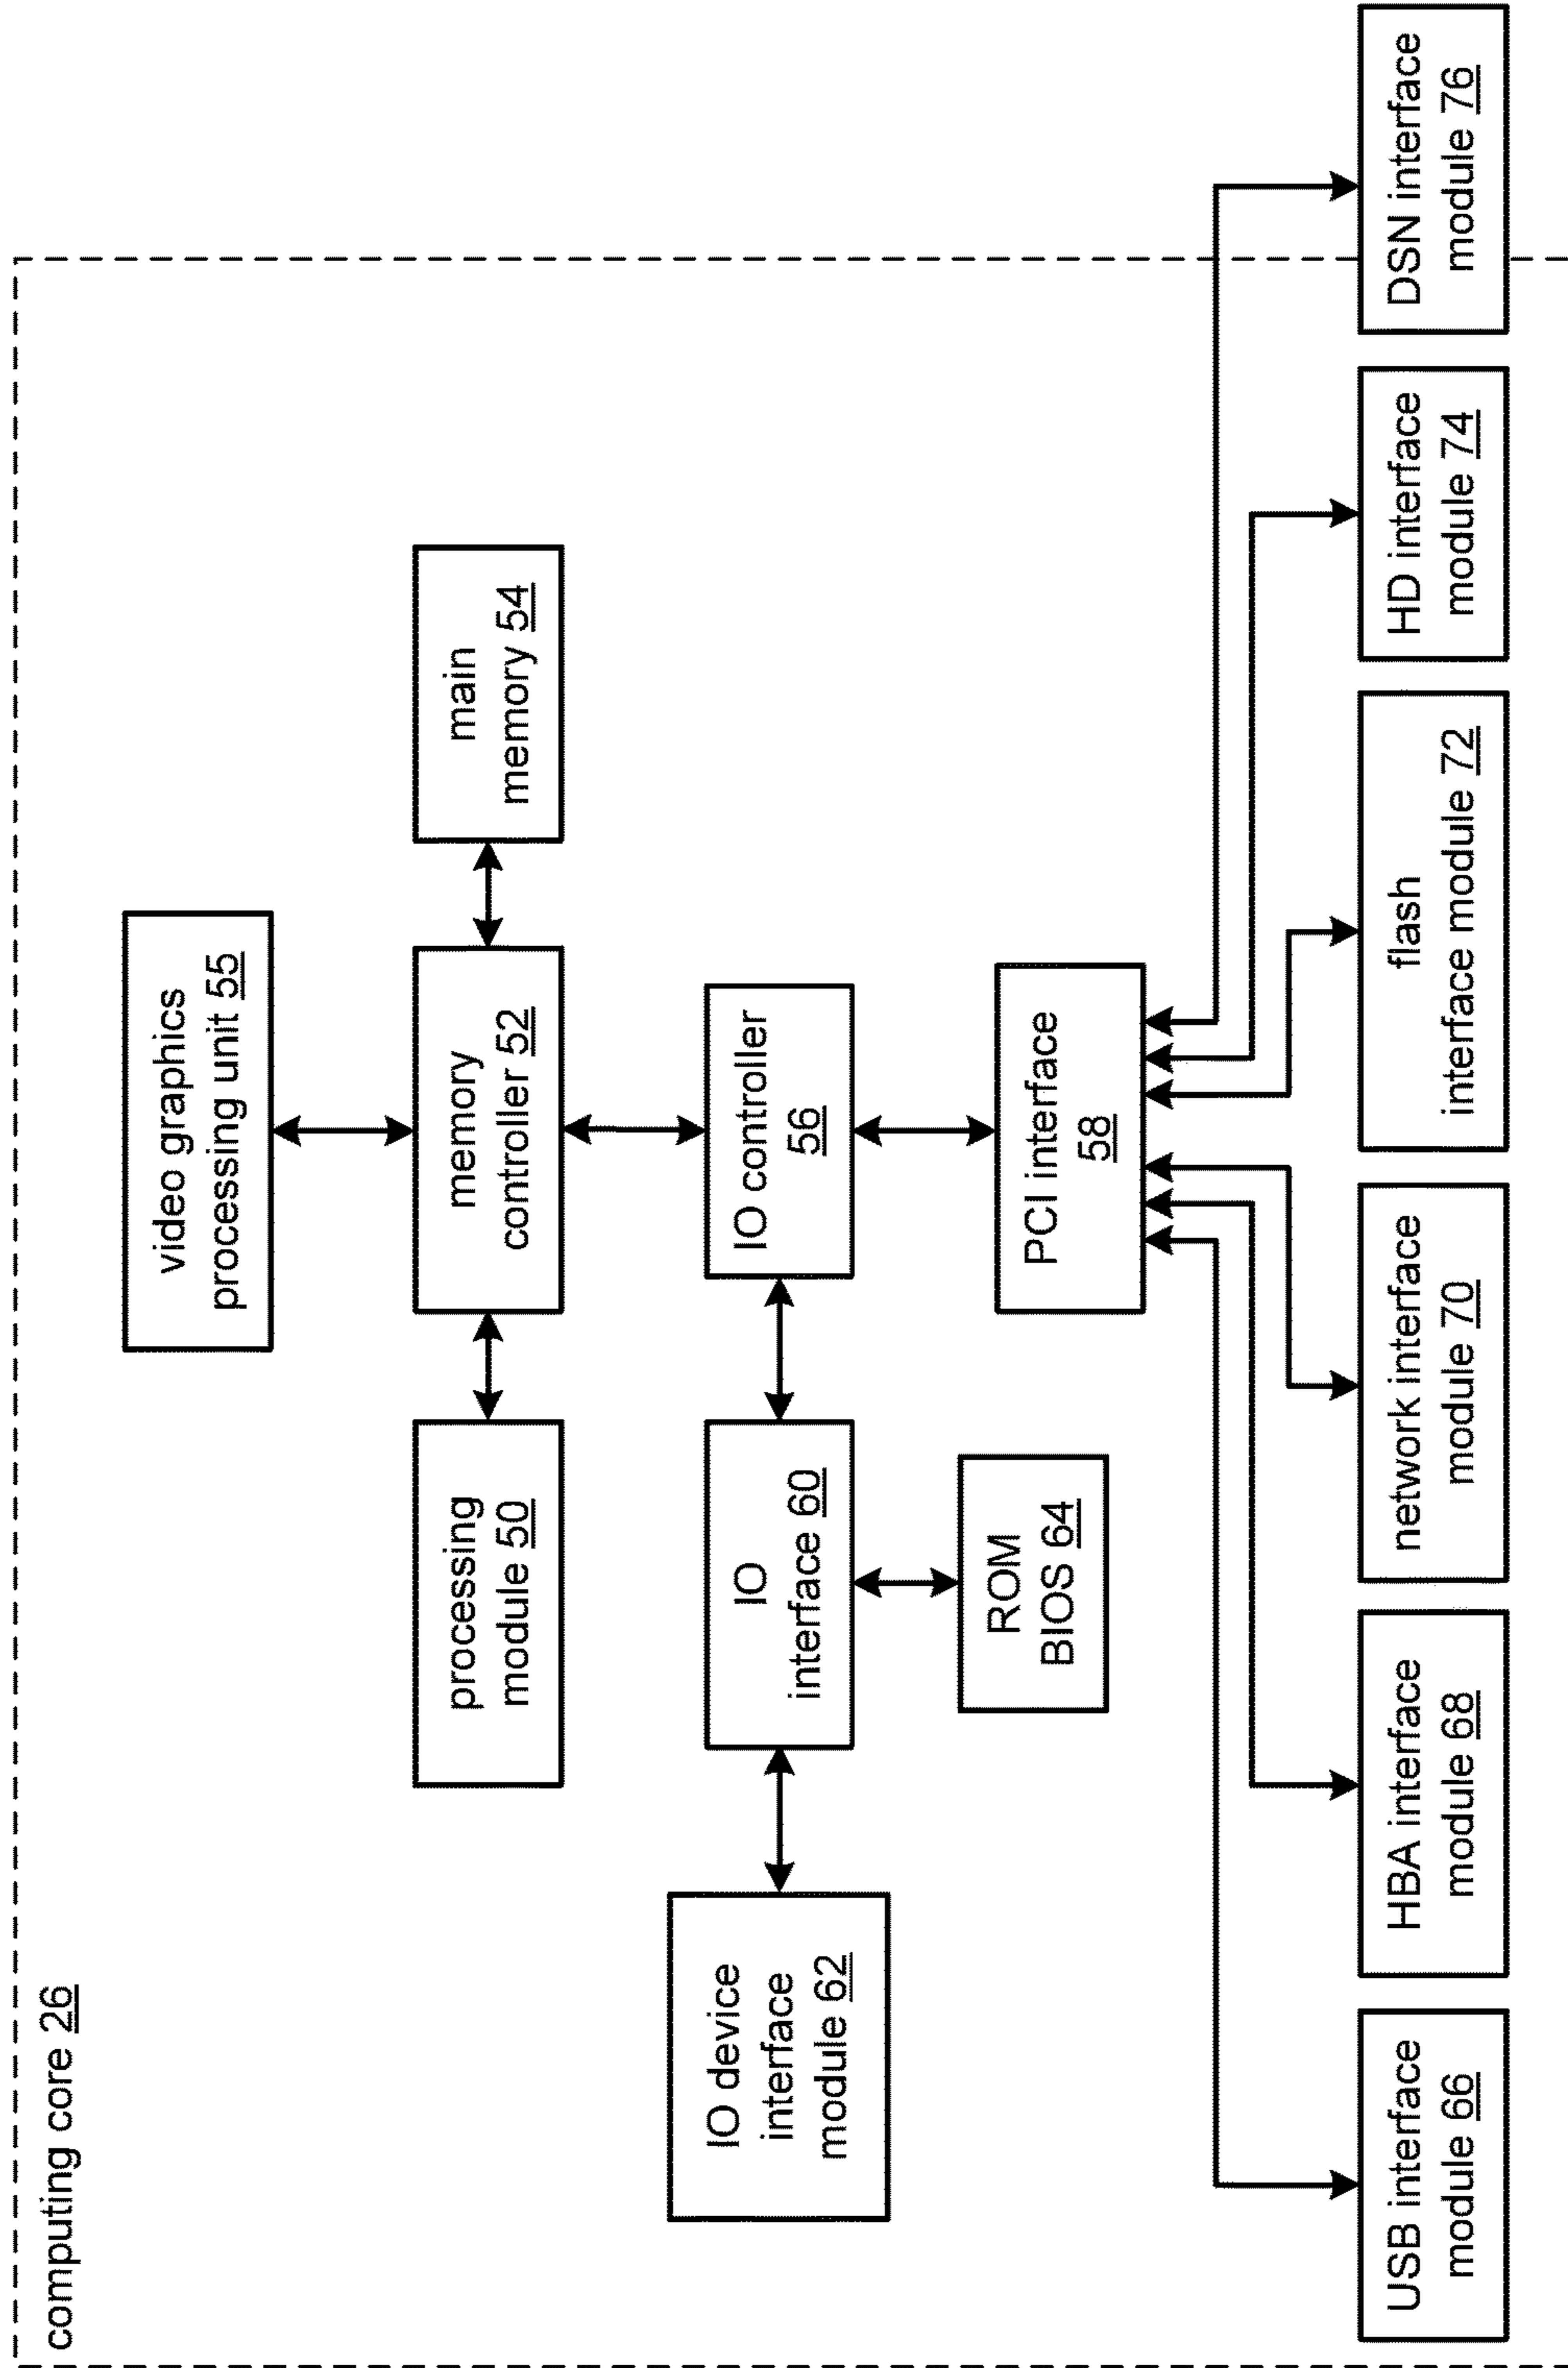 computing core 26
video graphics
processing unit 55
processing
module 50
memory
controller 52
main
memory 54
IO device
interface
module 62
IO
interface 60
IO controller
56
ROM
BIOS 64
PCI interface
58
USB interface
module 66
HBA interface
module 68
network interface
module 70
flash
interface module 72
HD interface
module 74
DSN interface
module 76